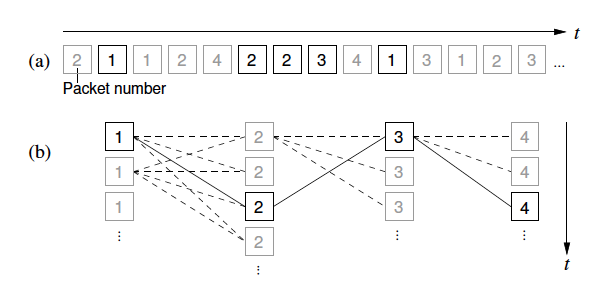 t
(a) 2 1 1 2 4 2 2 3 4 1 3 1 2 3 ...
Packet number
(b) 1 2 3 4
1 2 3 4
1 2 3 4
⋮ 2 ⋮ ⋮
⋮ t